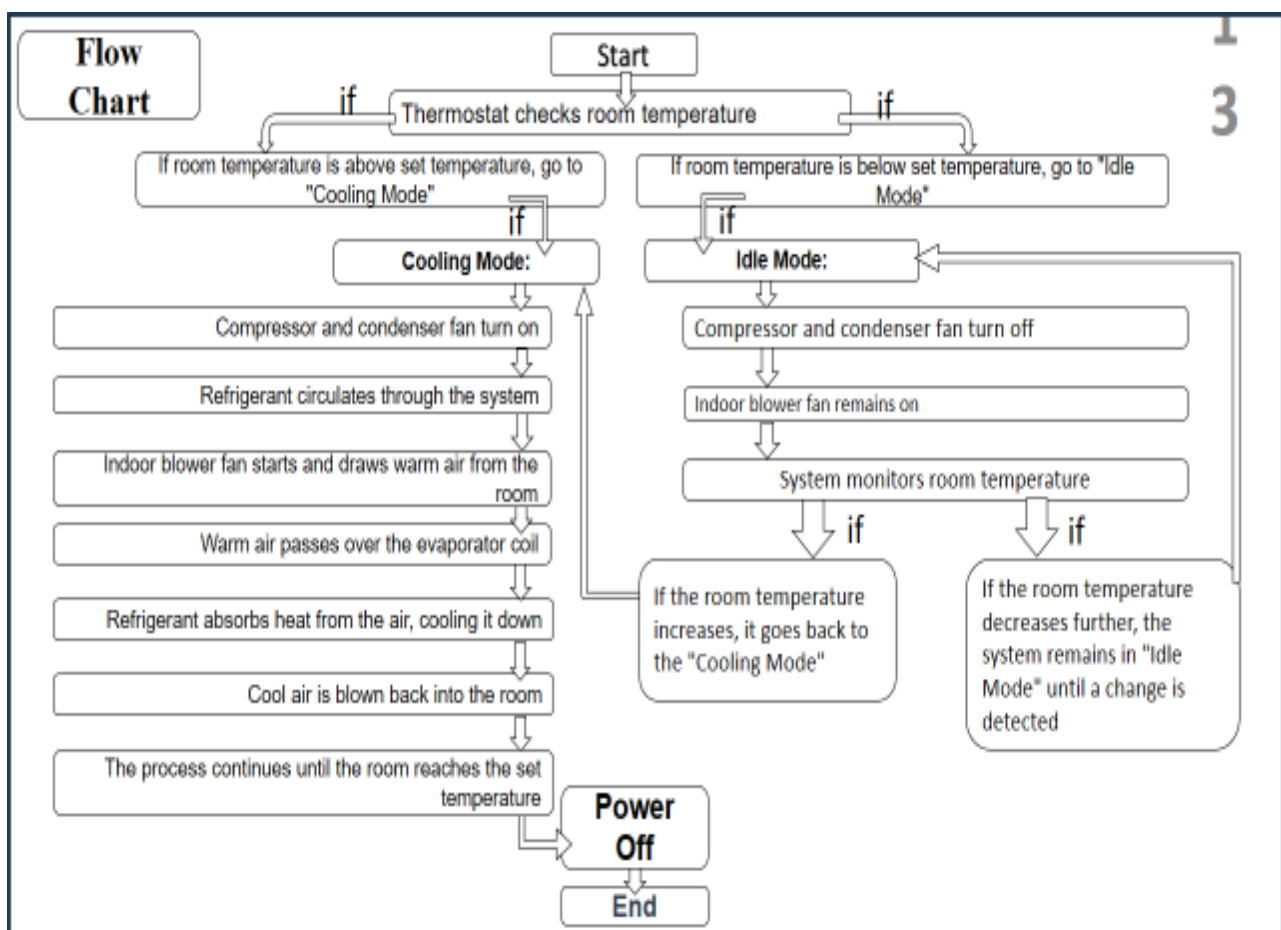 Flow
Chart
1
3
Start
if
Thermostat checks room temperature
if
If room temperature is above set temperature, go to
"Cooling Mode"
If room temperature is below set temperature, go to "Idle
Mode"
if
if
Cooling Mode:
Idle Mode:
Compressor and condenser fan turn on
Refrigerant circulates through the system
Indoor blower fan starts and draws warm air from the
room
Warm air passes over the evaporator coil
Refrigerant absorbs heat from the air, cooling it down
Cool air is blown back into the room
The process continues until the room reaches the set
temperature
Compressor and condenser fan turn off
Indoor blower fan remains on
System monitors room temperature
if
if
If the room temperature
increases, it goes back to
the "Cooling Mode"
If the room temperature
decreases further, the
system remains in "Idle
Mode" until a change is
detected
Power
Off
End